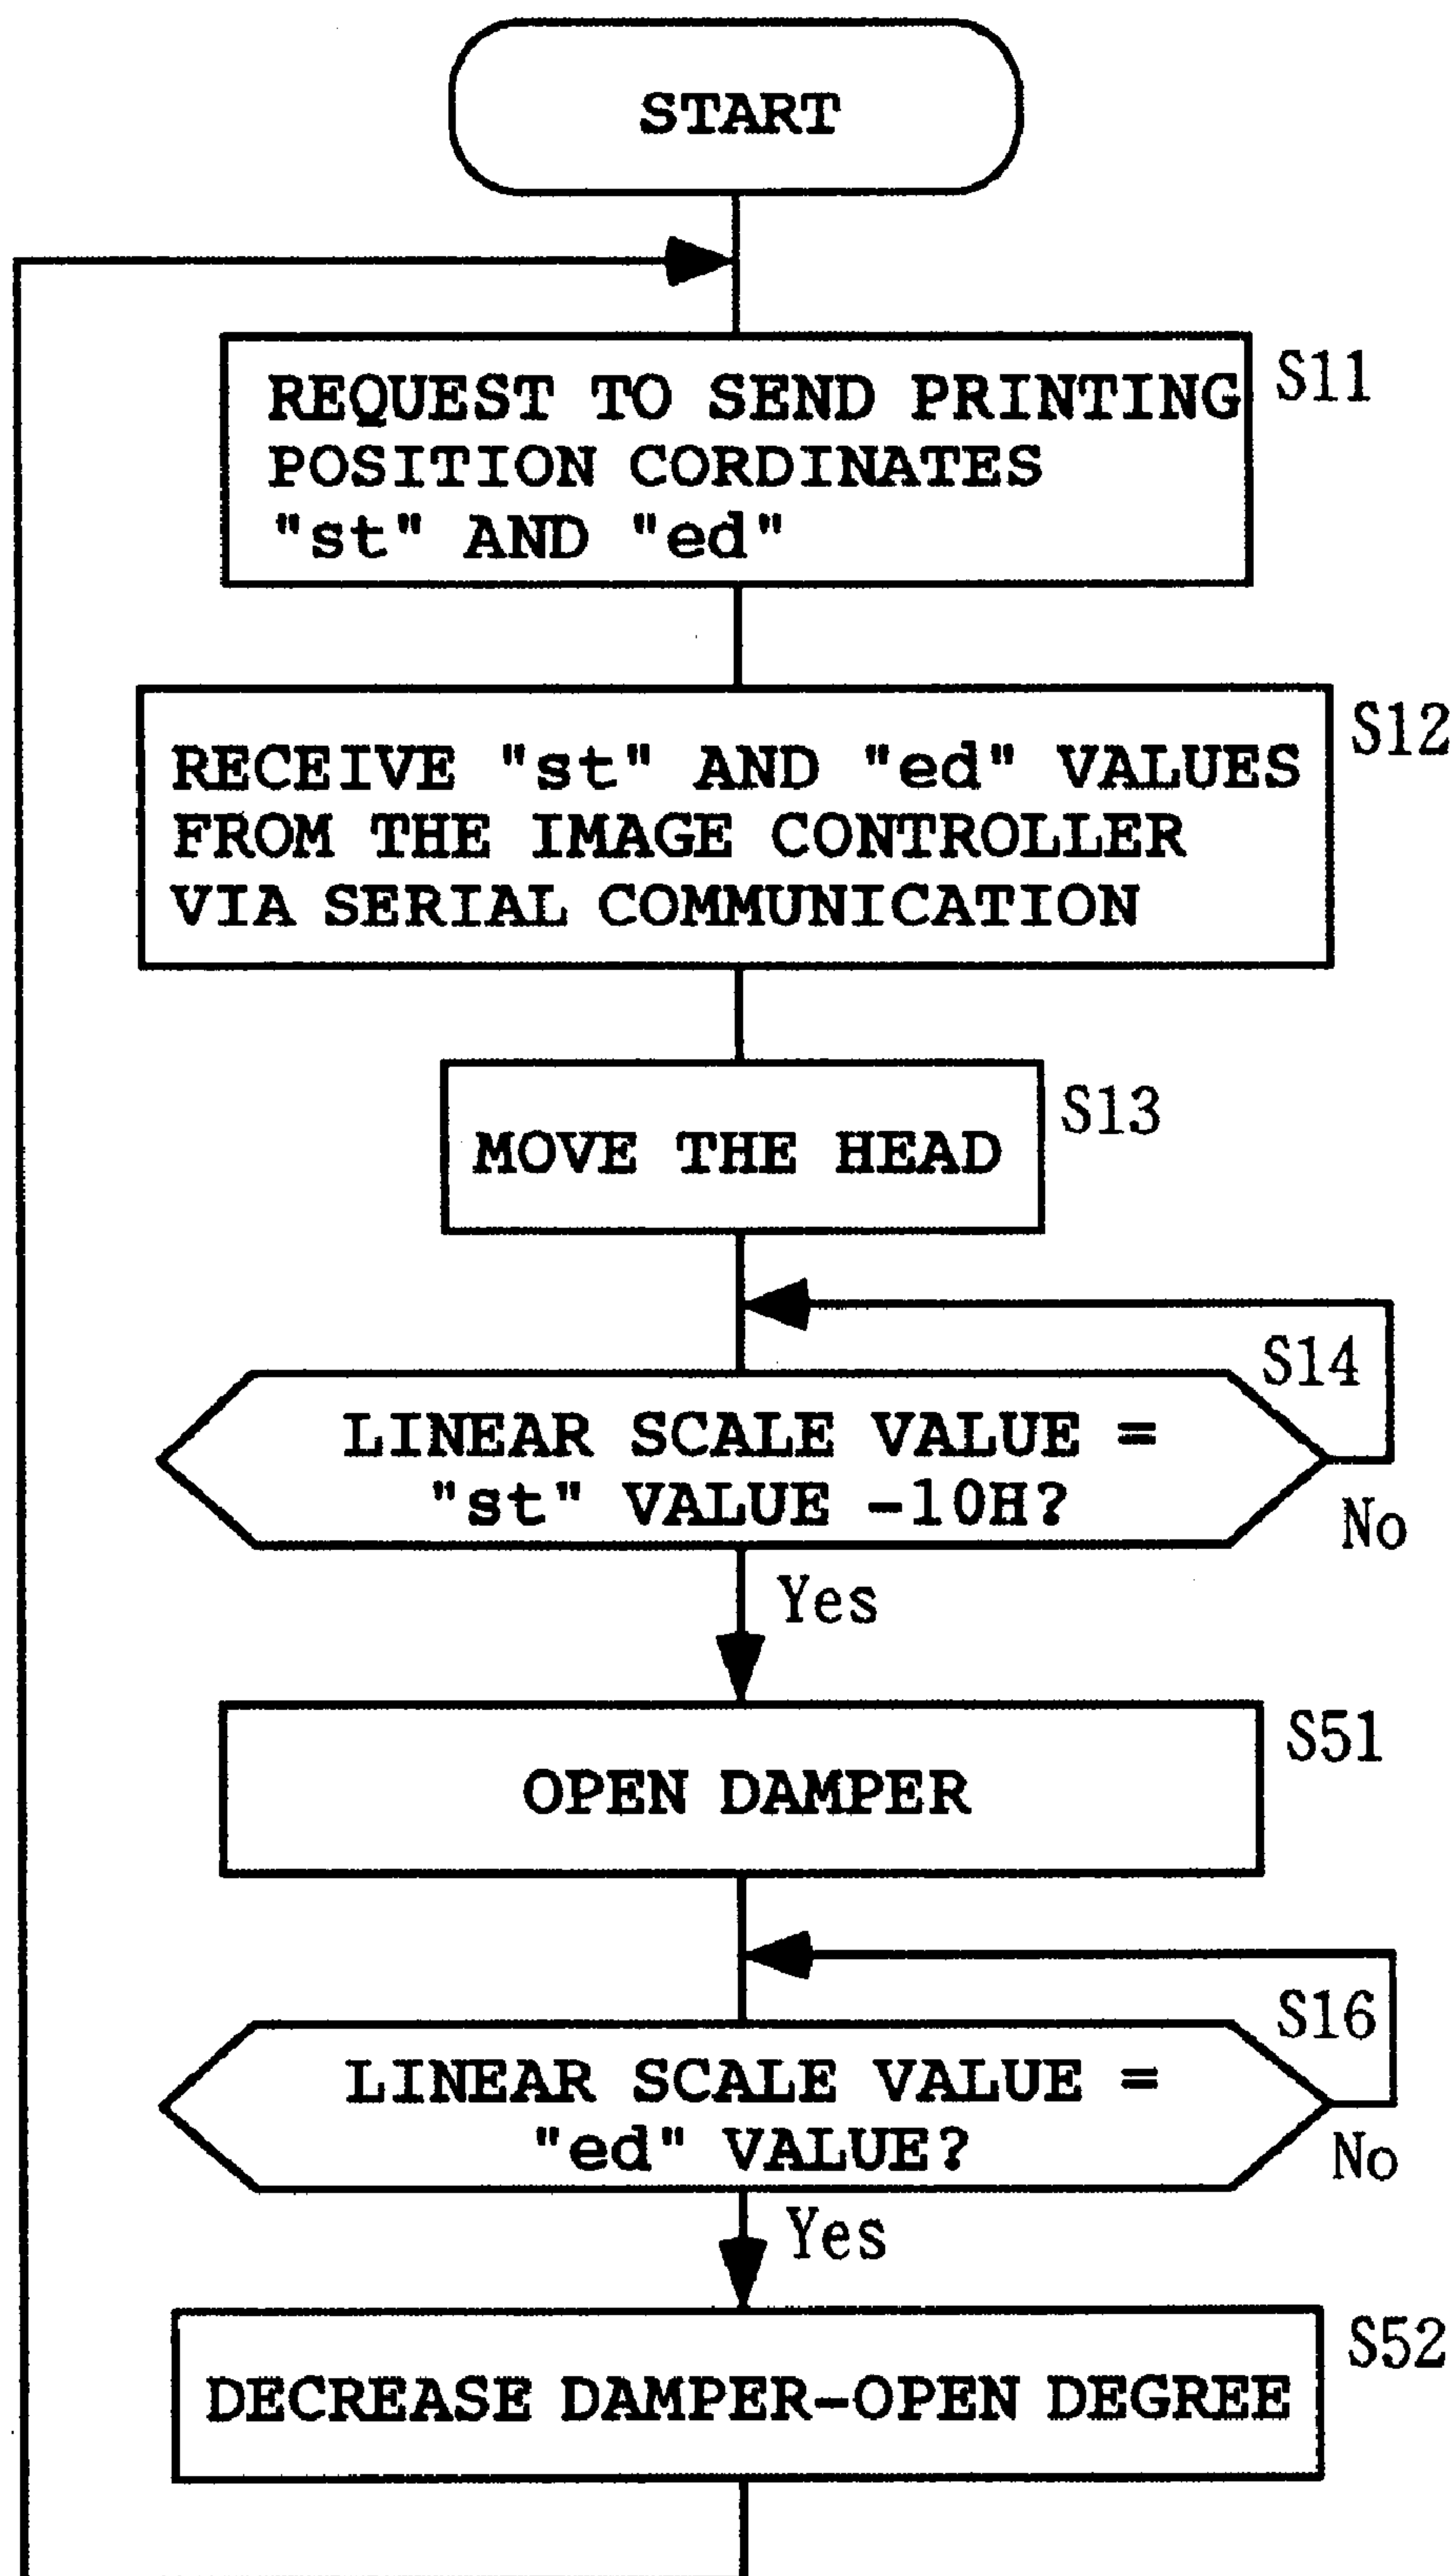 START
REQUEST TO SEND PRINTING
POSITION CORDINATES
"st" AND "ed"
S11
RECEIVE "st" AND "ed" VALUES
FROM THE IMAGE CONTROLLER
VIA SERIAL COMMUNICATION
S12
MOVE THE HEAD
S13
LINEAR SCALE VALUE =
"st" VALUE -10H?
S14
No
Yes
OPEN DAMPER
S51
LINEAR SCALE VALUE =
"ed" VALUE?
S16
No
Yes
DECREASE DAMPER-OPEN DEGREE
S52